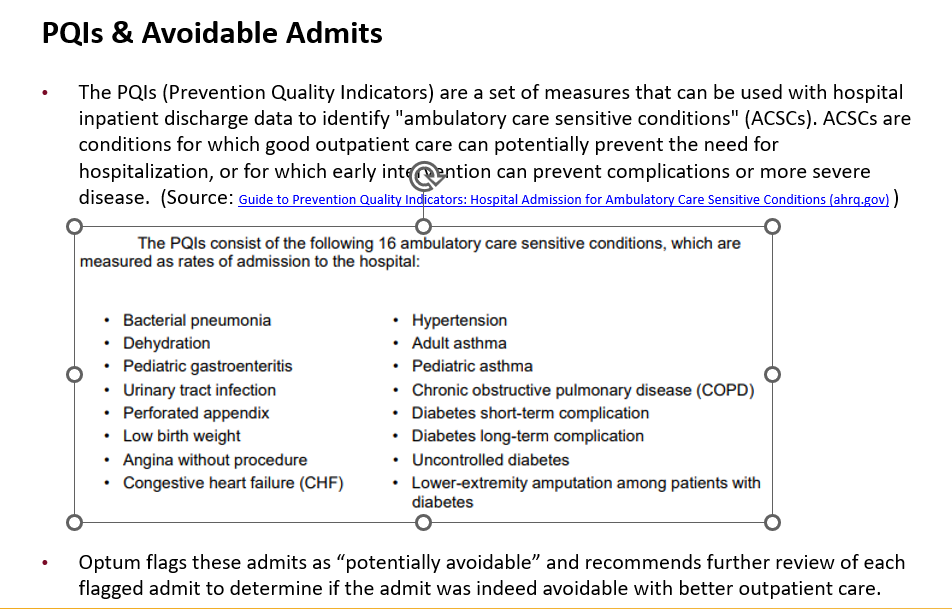 PQIs & Avoidable Admits
• The PQIs (Prevention Quality Indicators) are a set of measures that can be used with hospital
inpatient discharge data to identify "ambulatory care sensitive conditions" (ACSCs). ACSCs are
conditions for which good outpatient care can potentially prevent the need for
hospitalization, or for which early intervention can prevent complications or more severe
disease. (Source: Guide to Prevention Quality Indicators: Hospital Admission for Ambulatory Care Sensitive Conditions (ahrq.gov) )
The PQIs consist of the following 16 ambulatory care sensitive conditions, which are
measured as rates of admission to the hospital:
• Bacterial pneumonia
• Dehydration
• Pediatric gastroenteritis
• Urinary tract infection
• Perforated appendix
• Low birth weight
• Angina without procedure
• Congestive heart failure (CHF)
• Hypertension
• Adult asthma
• Pediatric asthma
• Chronic obstructive pulmonary disease (COPD)
• Diabetes short-term complication
• Diabetes long-term complication
• Uncontrolled diabetes
• Lower-extremity amputation among patients with
diabetes
• Optum flags these admits as “potentially avoidable” and recommends further review of each
flagged admit to determine if the admit was indeed avoidable with better outpatient care.